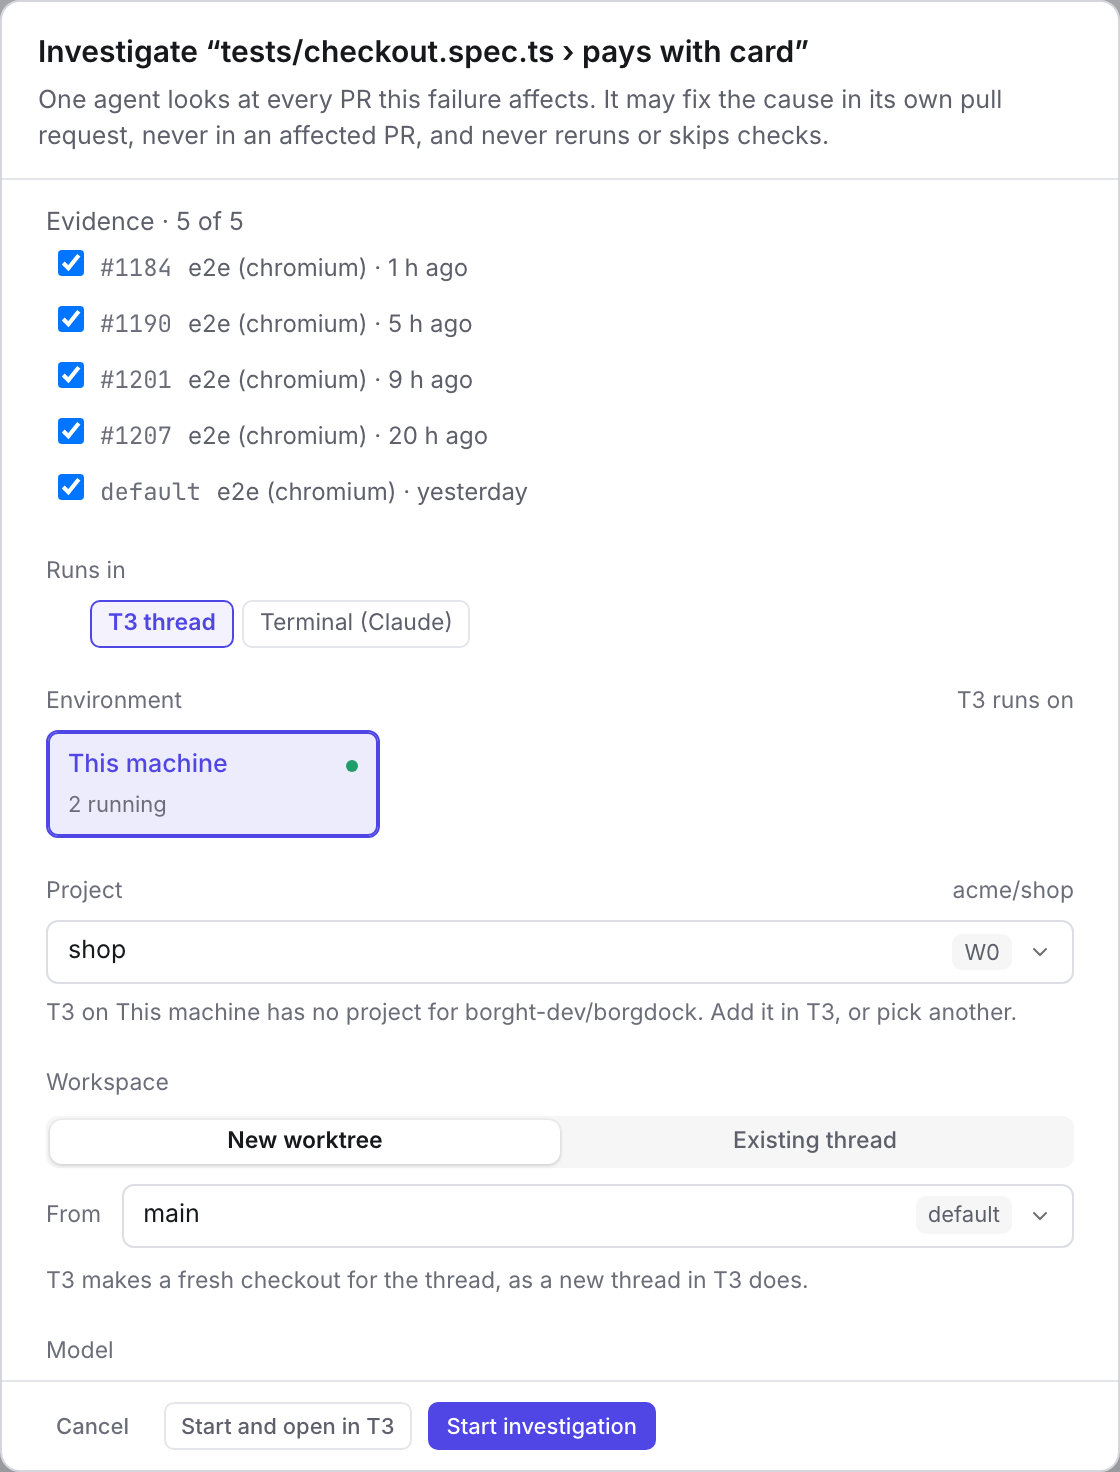 Investigate “tests/checkout.spec.ts › pays with card”
One agent looks at every PR this failure affects. It may fix the cause in its own pull
request, never in an affected PR, and never reruns or skips checks.
Evidence · 5 of 5
#1184 e2e (chromium) · 1 h ago
#1190 e2e (chromium) · 5 h ago
#1201 e2e (chromium) · 9 h ago
#1207 e2e (chromium) · 20 h ago
default e2e (chromium) · yesterday
Runs in
T3 thread Terminal (Claude)
Environment T3 runs on
This machine
2 running
Project acme/shop
shop W0
T3 on This machine has no project for borght-dev/borgdock. Add it in T3, or pick another.
Workspace
New worktree Existing thread
From main default
T3 makes a fresh checkout for the thread, as a new thread in T3 does.
Model
Cancel Start and open in T3 Start investigation